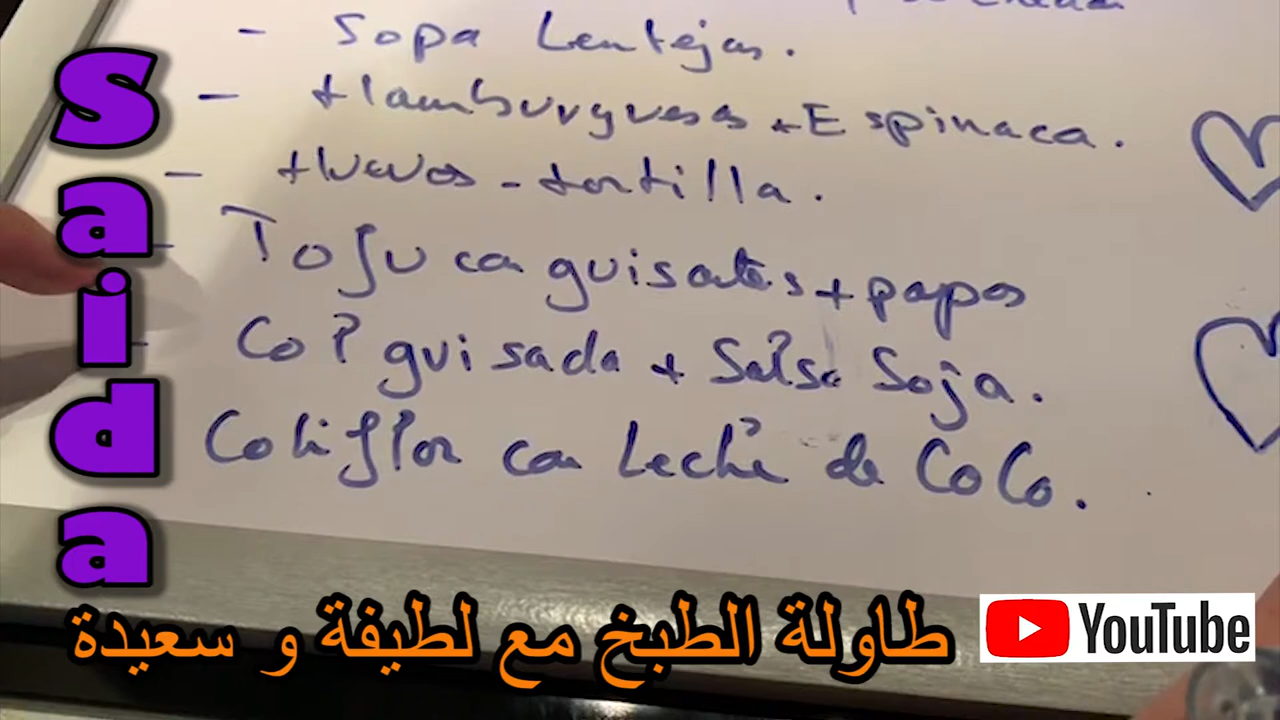 - Sopa Lentejas.
- Hamburguesas + Espinaca.
- Huevos - tortilla.
- Tofu con guisantes + papas
- Col guisada + Salsa Soja.
Coliflor con Leche de CoCo.
Saida
طاولة الطبخ مع لطيفة و سعيدة
YouTube